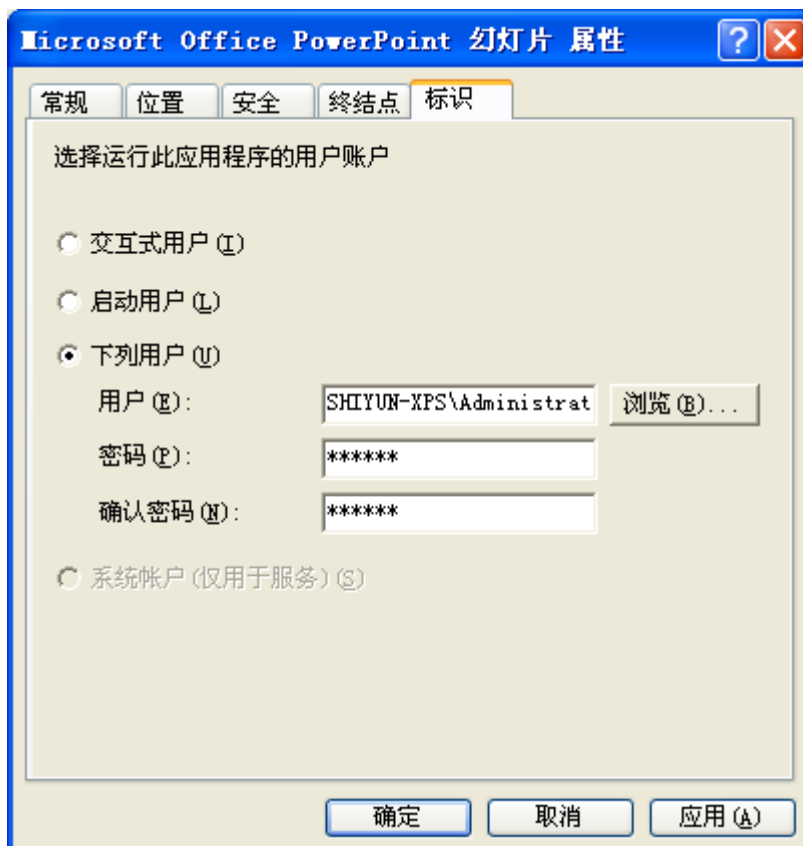 Microsoft Office PowerPoint 幻灯片 属性
常规 位置 安全 终结点 标识
选择运行此应用程序的用户账户
交互式用户(I)
启动用户(L)
下列用户(U)
用户(E): SHIYUN-XPS\Administrat 浏览(B)...
密码(P): ******
确认密码(N): ******
系统帐户(仅用于服务)(S)
确定 取消 应用(A)